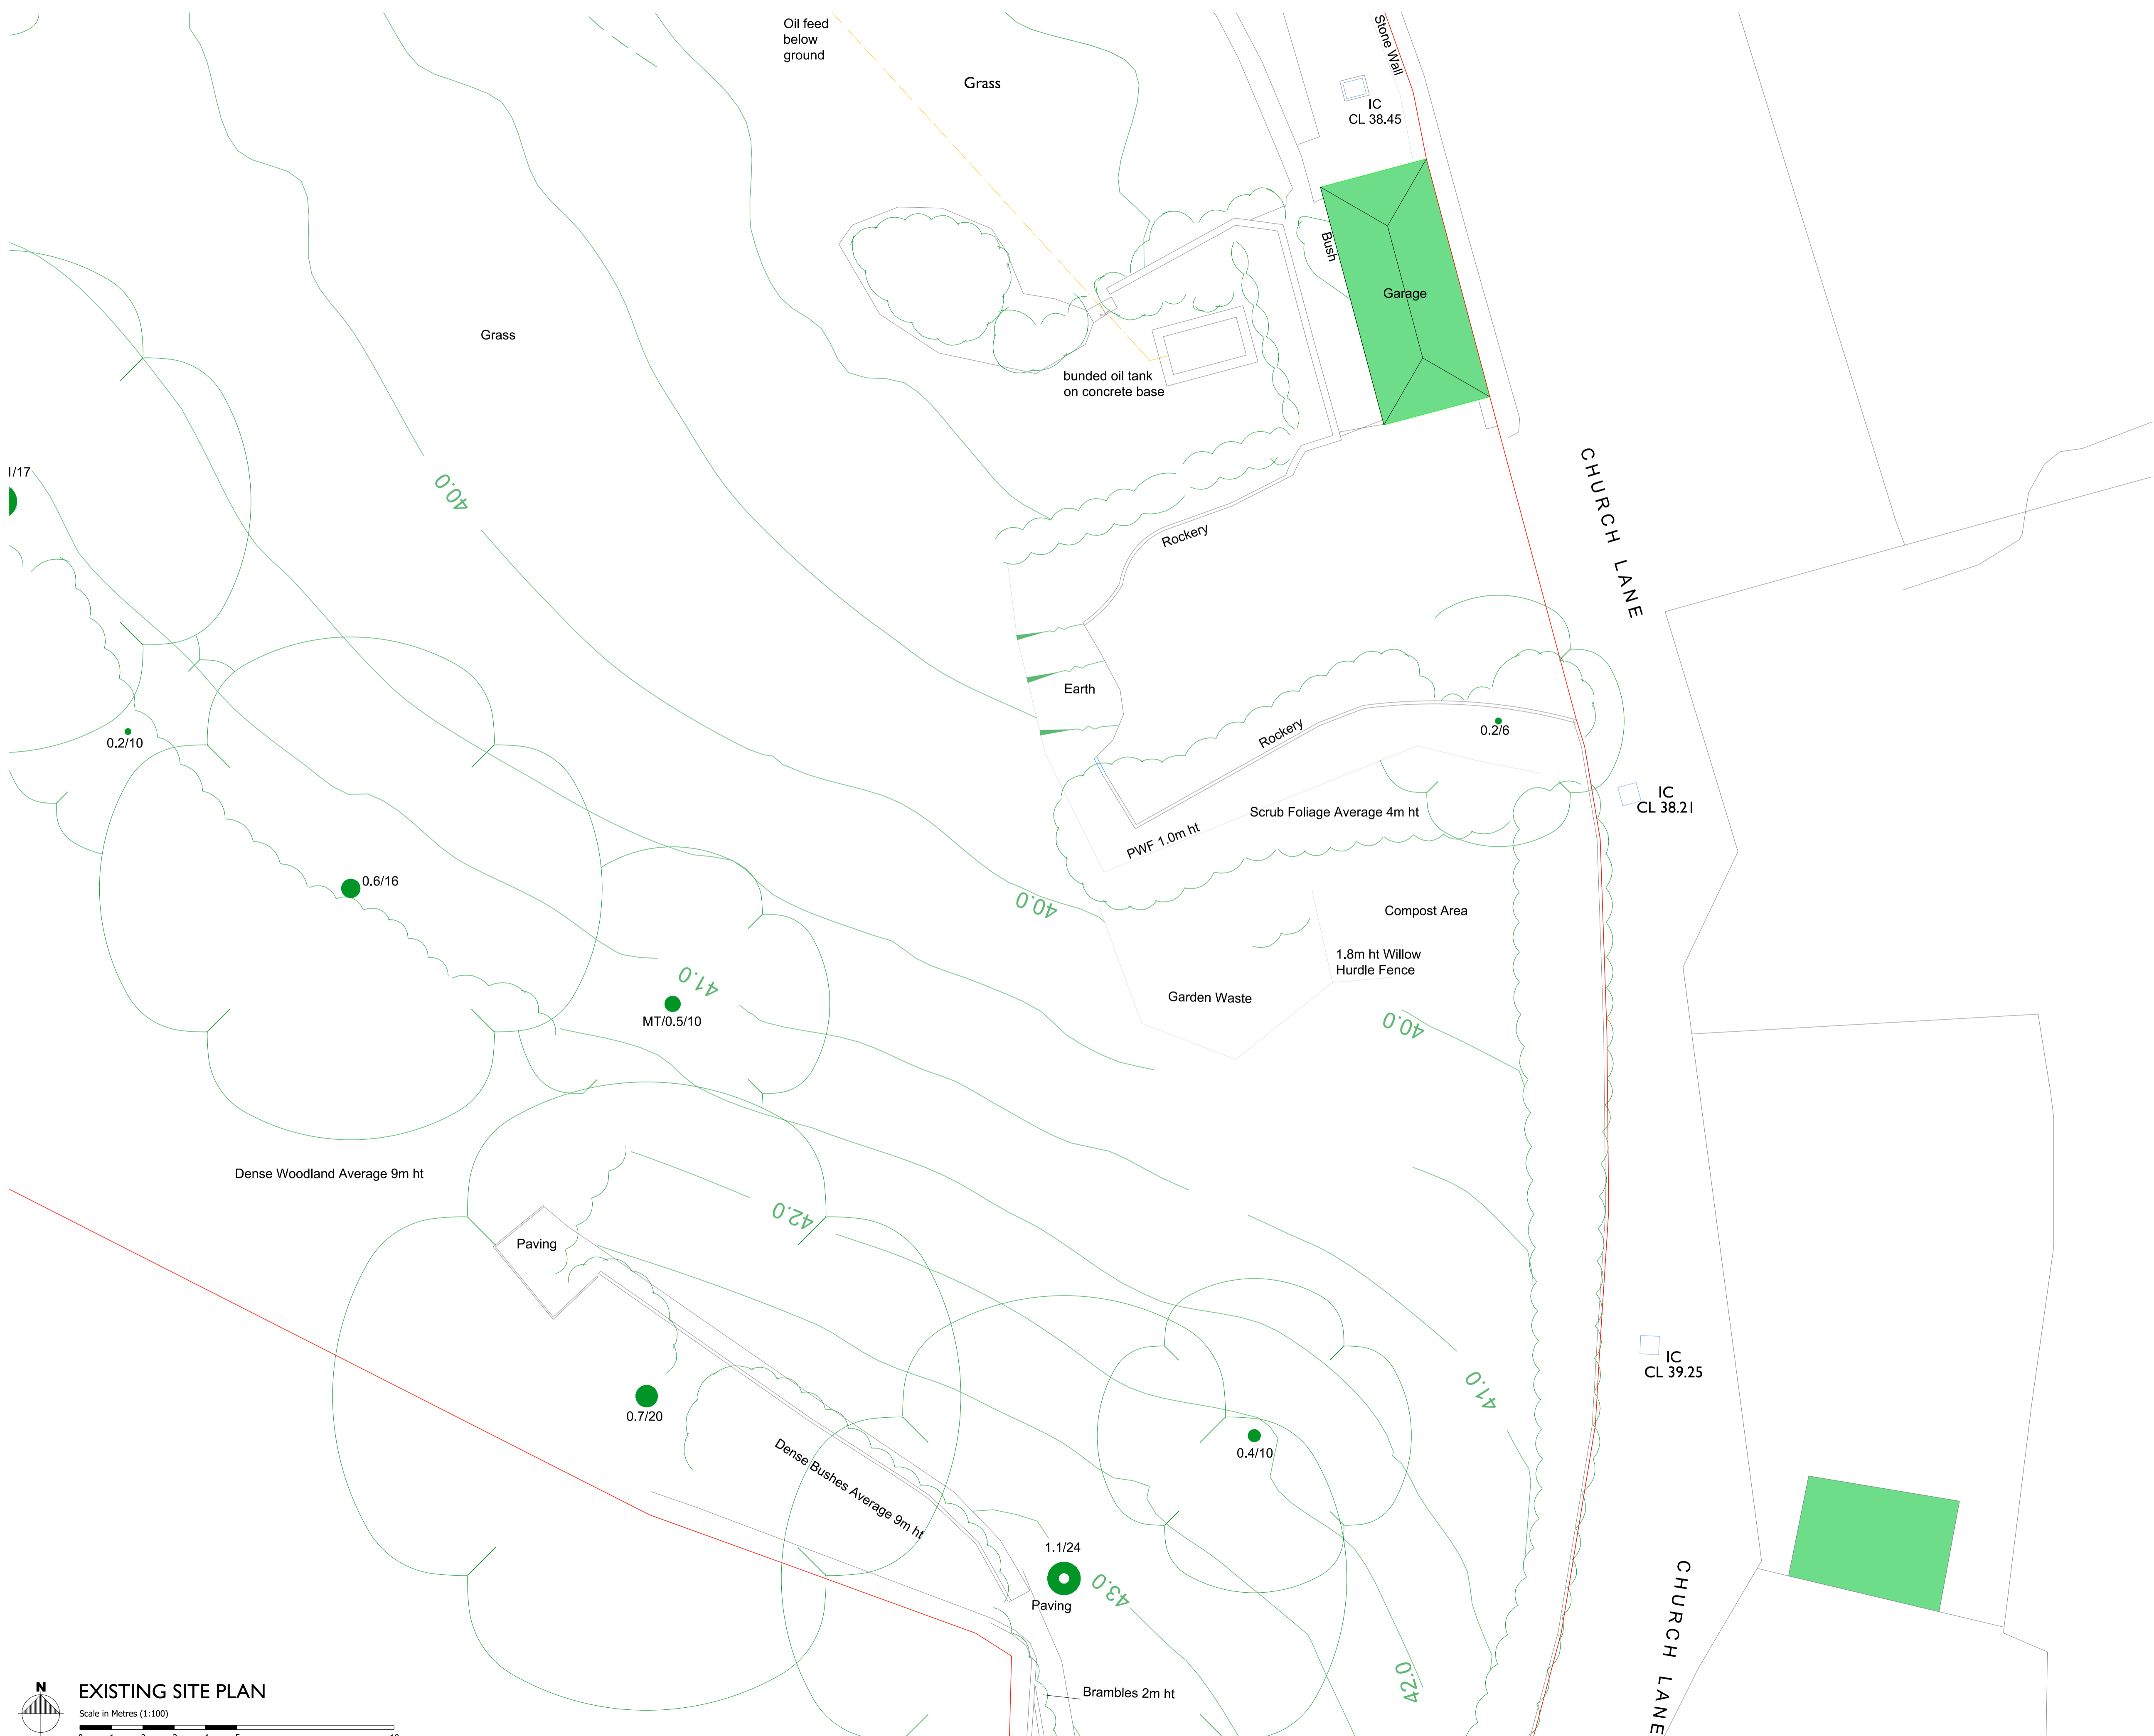 Oil feed
below
ground
Grass
Stone Wall
IC
CL 38.45
Bush
Garage
Grass
bunded oil tank
on concrete base
40.0
CHURCH LANE
Rockery
Earth
0.2/10
Rockery
0.2/6
IC
CL 38.21
Scrub Foliage Average 4m ht
PWF 1.0m ht
0.6/16
40.0
Compost Area
1.8m ht Willow
Hurdle Fence
41.0
Garden Waste
MT/0.5/10
40.0
Dense Woodland Average 9m ht
42.0
Paving
IC
CL 39.25
41.0
0.7/20
0.4/10
Dense Bushes Average 9m ht
1.1/24
43.0
Paving
CHURCH LANE
42.0
Brambles 2m ht
N
EXISTING SITE PLAN
Scale in Metres (1:100)